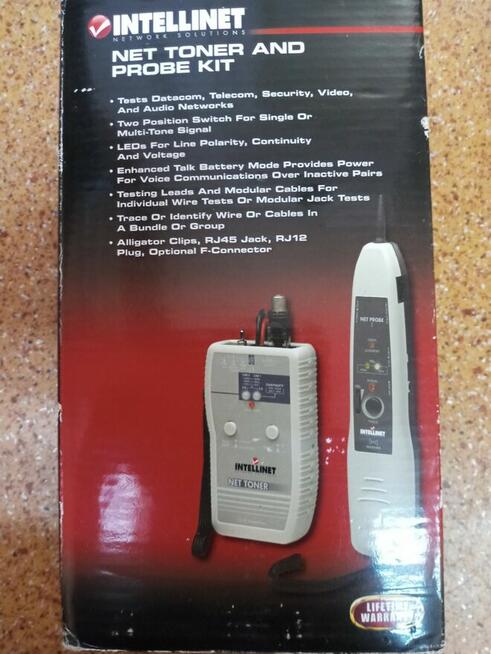 INTELLINET
NETWORK SOLUTIONS
NET TONER AND
PROBE KIT
• Tests Datacom, Telecom, Security, Video,
And Audio Networks
• Two Position Switch For Single Or
Multi-Tone Signal
• LEDs For Line Polarity, Continuity
And Voltage
• Enhanced Talk Battery Mode Provides Power
For Voice Communications Over Inactive Pairs
• Testing Leads And Modular Cables For
Individual Wire Tests Or Modular Jack Tests
• Trace Or Identify Wire Or Cables In
A Bundle Or Group
• Alligator Clips, RJ45 Jack, RJ12
Plug, Optional F-Connector
NET PROBE
INTELLINET
INTELLINET
NET TONER
LIFETIME
WARRANTY